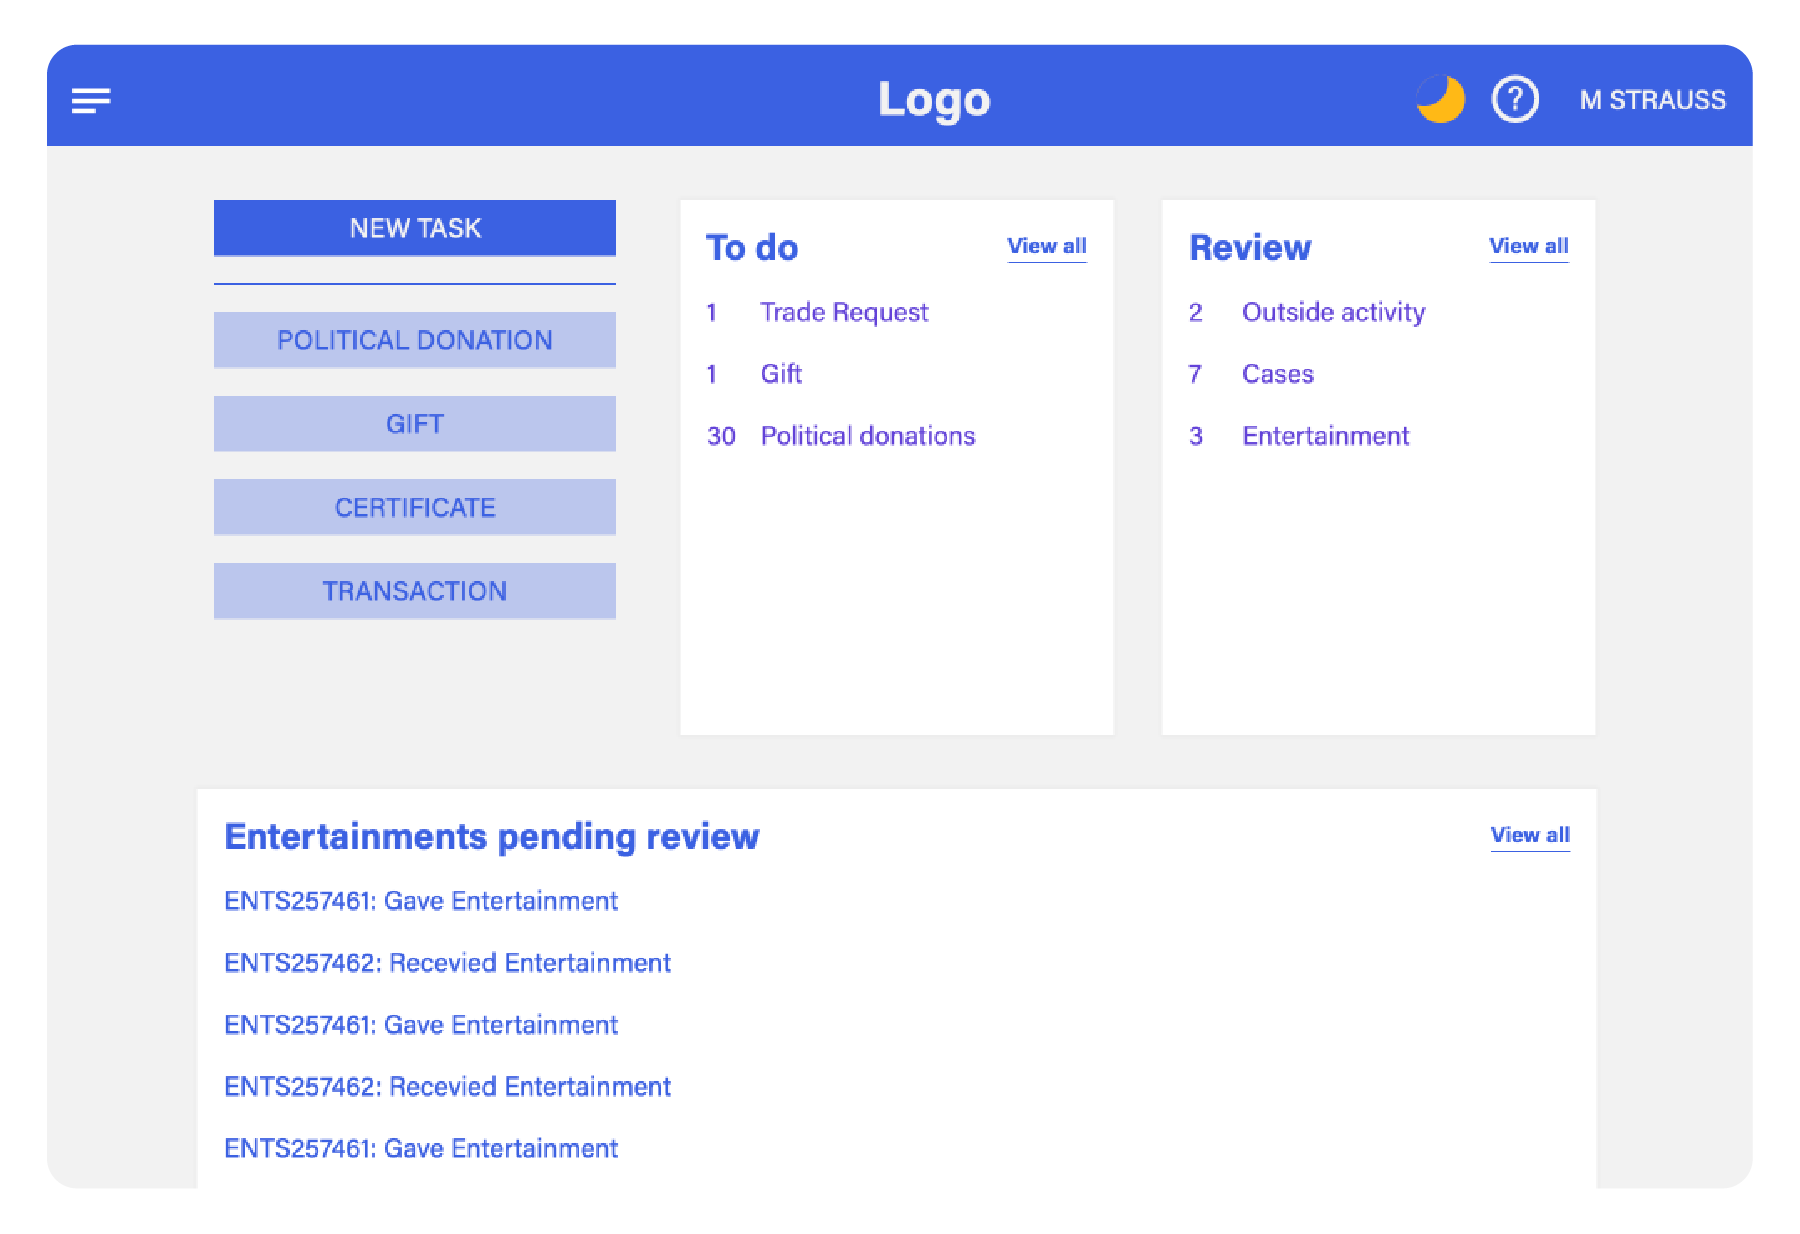 Logo
?
M STRAUSS
NEW TASK
POLITICAL DONATION
GIFT
CERTIFICATE
TRANSACTION
To do View all
1 Trade Request
1 Gift
30 Political donations
Review View all
2 Outside activity
7 Cases
3 Entertainment
Entertainments pending review View all
ENTS257461: Gave Entertainment
ENTS257462: Recevied Entertainment
ENTS257461: Gave Entertainment
ENTS257462: Recevied Entertainment
ENTS257461: Gave Entertainment